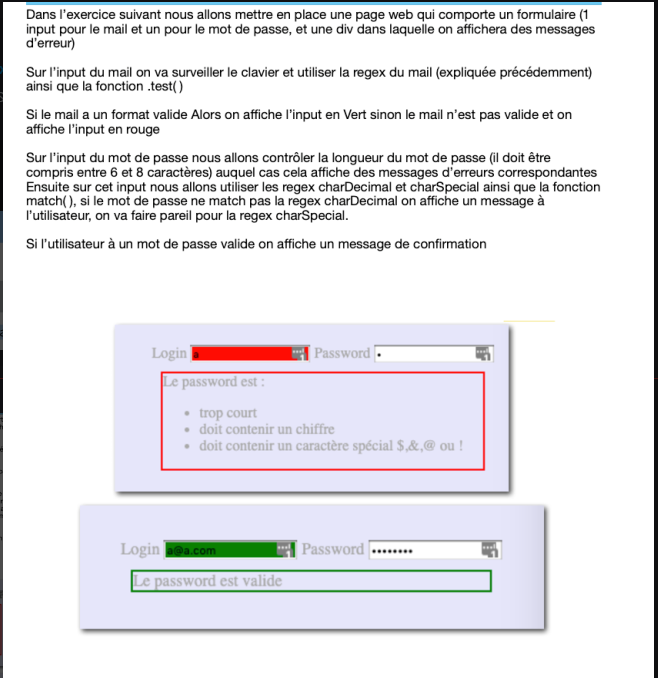 Dans l'exercice suivant nous allons mettre en place une page web qui comporte un formulaire (1
input pour le mail et un pour le mot de passe, et une div dans laquelle on affichera des messages
d'erreur)
Sur l'input du mail on va surveiller le clavier et utiliser la regex du mail (expliquée précédemment)
ainsi que la fonction .test( )
Si le mail a un format valide Alors on affiche l'input en Vert sinon le mail n'est pas valide et on
affiche l'input en rouge
Sur l'input du mot de passe nous allons contrôler la longueur du mot de passe (il doit être
compris entre 6 et 8 caractères) auquel cas cela affiche des messages d'erreurs correspondantes
Ensuite sur cet input nous allons utiliser les regex charDecimal et charSpecial ainsi que la fonction
match( ), si le mot de passe ne match pas la regex charDecimal on affiche un message à
l'utilisateur, on va faire pareil pour la regex charSpecial.
Si l'utilisateur à un mot de passe valide on affiche un message de confirmation
Login a Password •
Le password est :
• trop court
• doit contenir un chiffre
• doit contenir un caractère spécial $,&,@ ou !
Login a@a.com Password ••••••••
Le password est valide